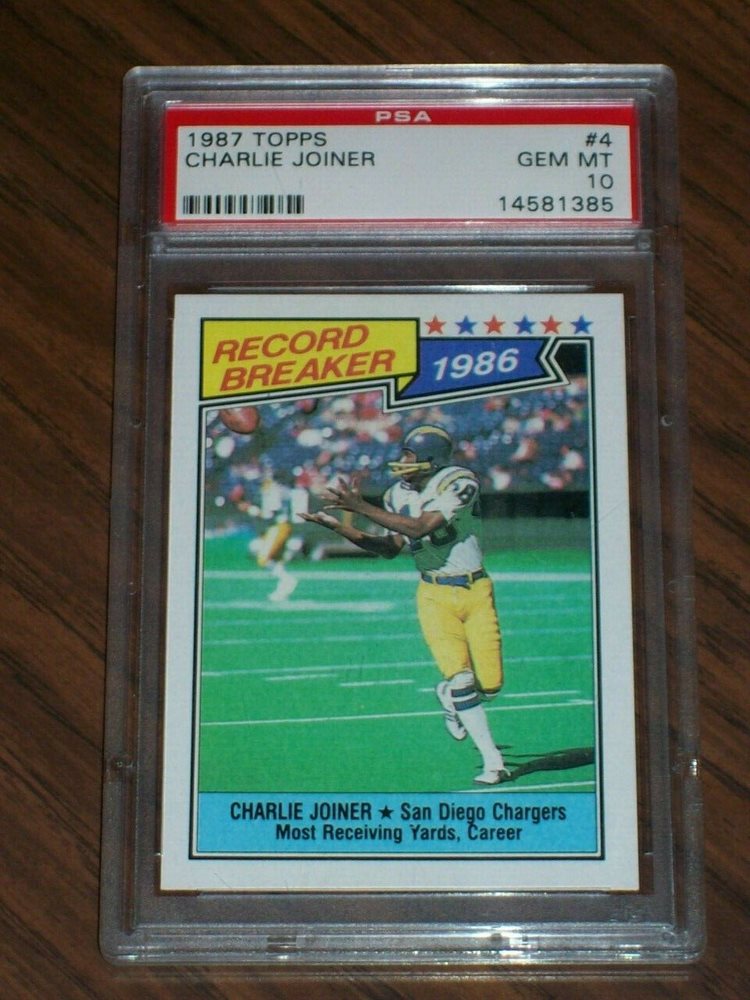 PSA
1987 TOPPS #4
CHARLIE JOINER GEM MT
10
14581385
RECORD
BREAKER
1986
18
CHARLIE JOINER ★ San Diego Chargers
Most Receiving Yards, Career